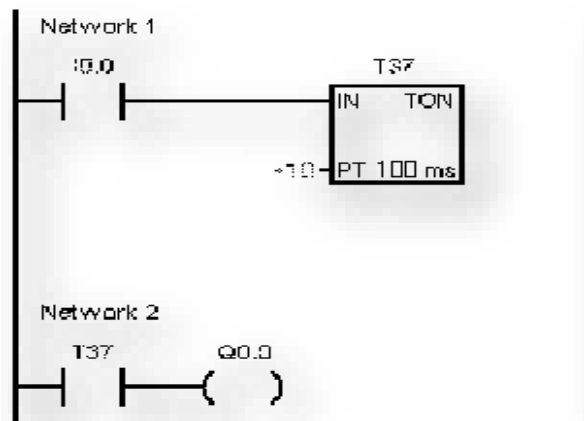 Network 1
I0.0
T37
IN TON
+10 PT 100 ms
Network 2
T37 Q0.0